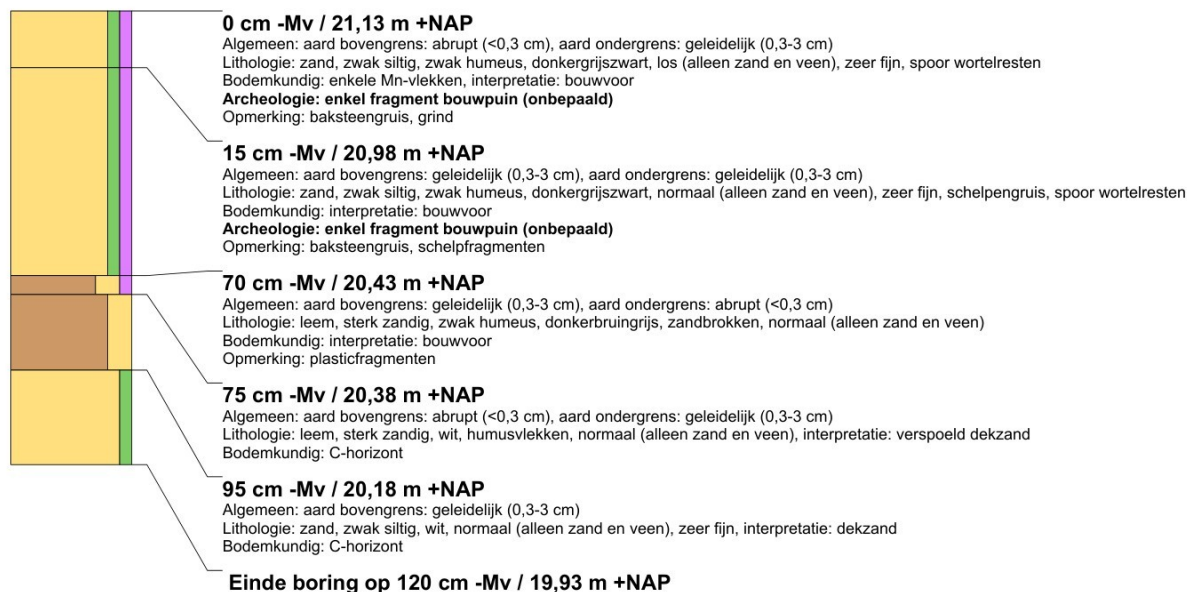 0 cm -Mv / 21,13 m +NAP
Algemeen: aard bovengrens: abrupt (<0,3 cm), aard ondergrens: geleidelijk (0,3-3 cm)
Lithologie: zand, zwak siltig, zwak humeus, donkergrijszwart, los (alleen zand en veen), zeer fijn, spoor wortelresten
Bodemkundig: enkele Mn-vlekken, interpretatie: bouwvoor
Archeologie: enkel fragment bouwpuin (onbepaald)
Opmerking: baksteengruis, grind
15 cm -Mv / 20,98 m +NAP
Algemeen: aard bovengrens: geleidelijk (0,3-3 cm), aard ondergrens: geleidelijk (0,3-3 cm)
Lithologie: zand, zwak siltig, zwak humeus, donkergrijszwart, normaal (alleen zand en veen), zeer fijn, schelpengruis, spoor wortelresten
Bodemkundig: interpretatie: bouwvoor
Archeologie: enkel fragment bouwpuin (onbepaald)
Opmerking: baksteengruis, schelpfragmenten
70 cm -Mv / 20,43 m +NAP
Algemeen: aard bovengrens: geleidelijk (0,3-3 cm), aard ondergrens: abrupt (<0,3 cm)
Lithologie: leem, sterk zandig, zwak humeus, donkerbruingrijs, zandbrokken, normaal (alleen zand en veen)
Bodemkundig: interpretatie: bouwvoor
Opmerking: plasticfragmenten
75 cm -Mv / 20,38 m +NAP
Algemeen: aard bovengrens: abrupt (<0,3 cm), aard ondergrens: geleidelijk (0,3-3 cm)
Lithologie: leem, sterk zandig, wit, humusvlekken, normaal (alleen zand en veen), interpretatie: verspoeld dekzand
Bodemkundig: C-horizont
95 cm -Mv / 20,18 m +NAP
Algemeen: aard bovengrens: geleidelijk (0,3-3 cm)
Lithologie: zand, zwak siltig, wit, normaal (alleen zand en veen), zeer fijn, interpretatie: dekzand
Bodemkundig: C-horizont
Einde boring op 120 cm -Mv / 19,93 m +NAP